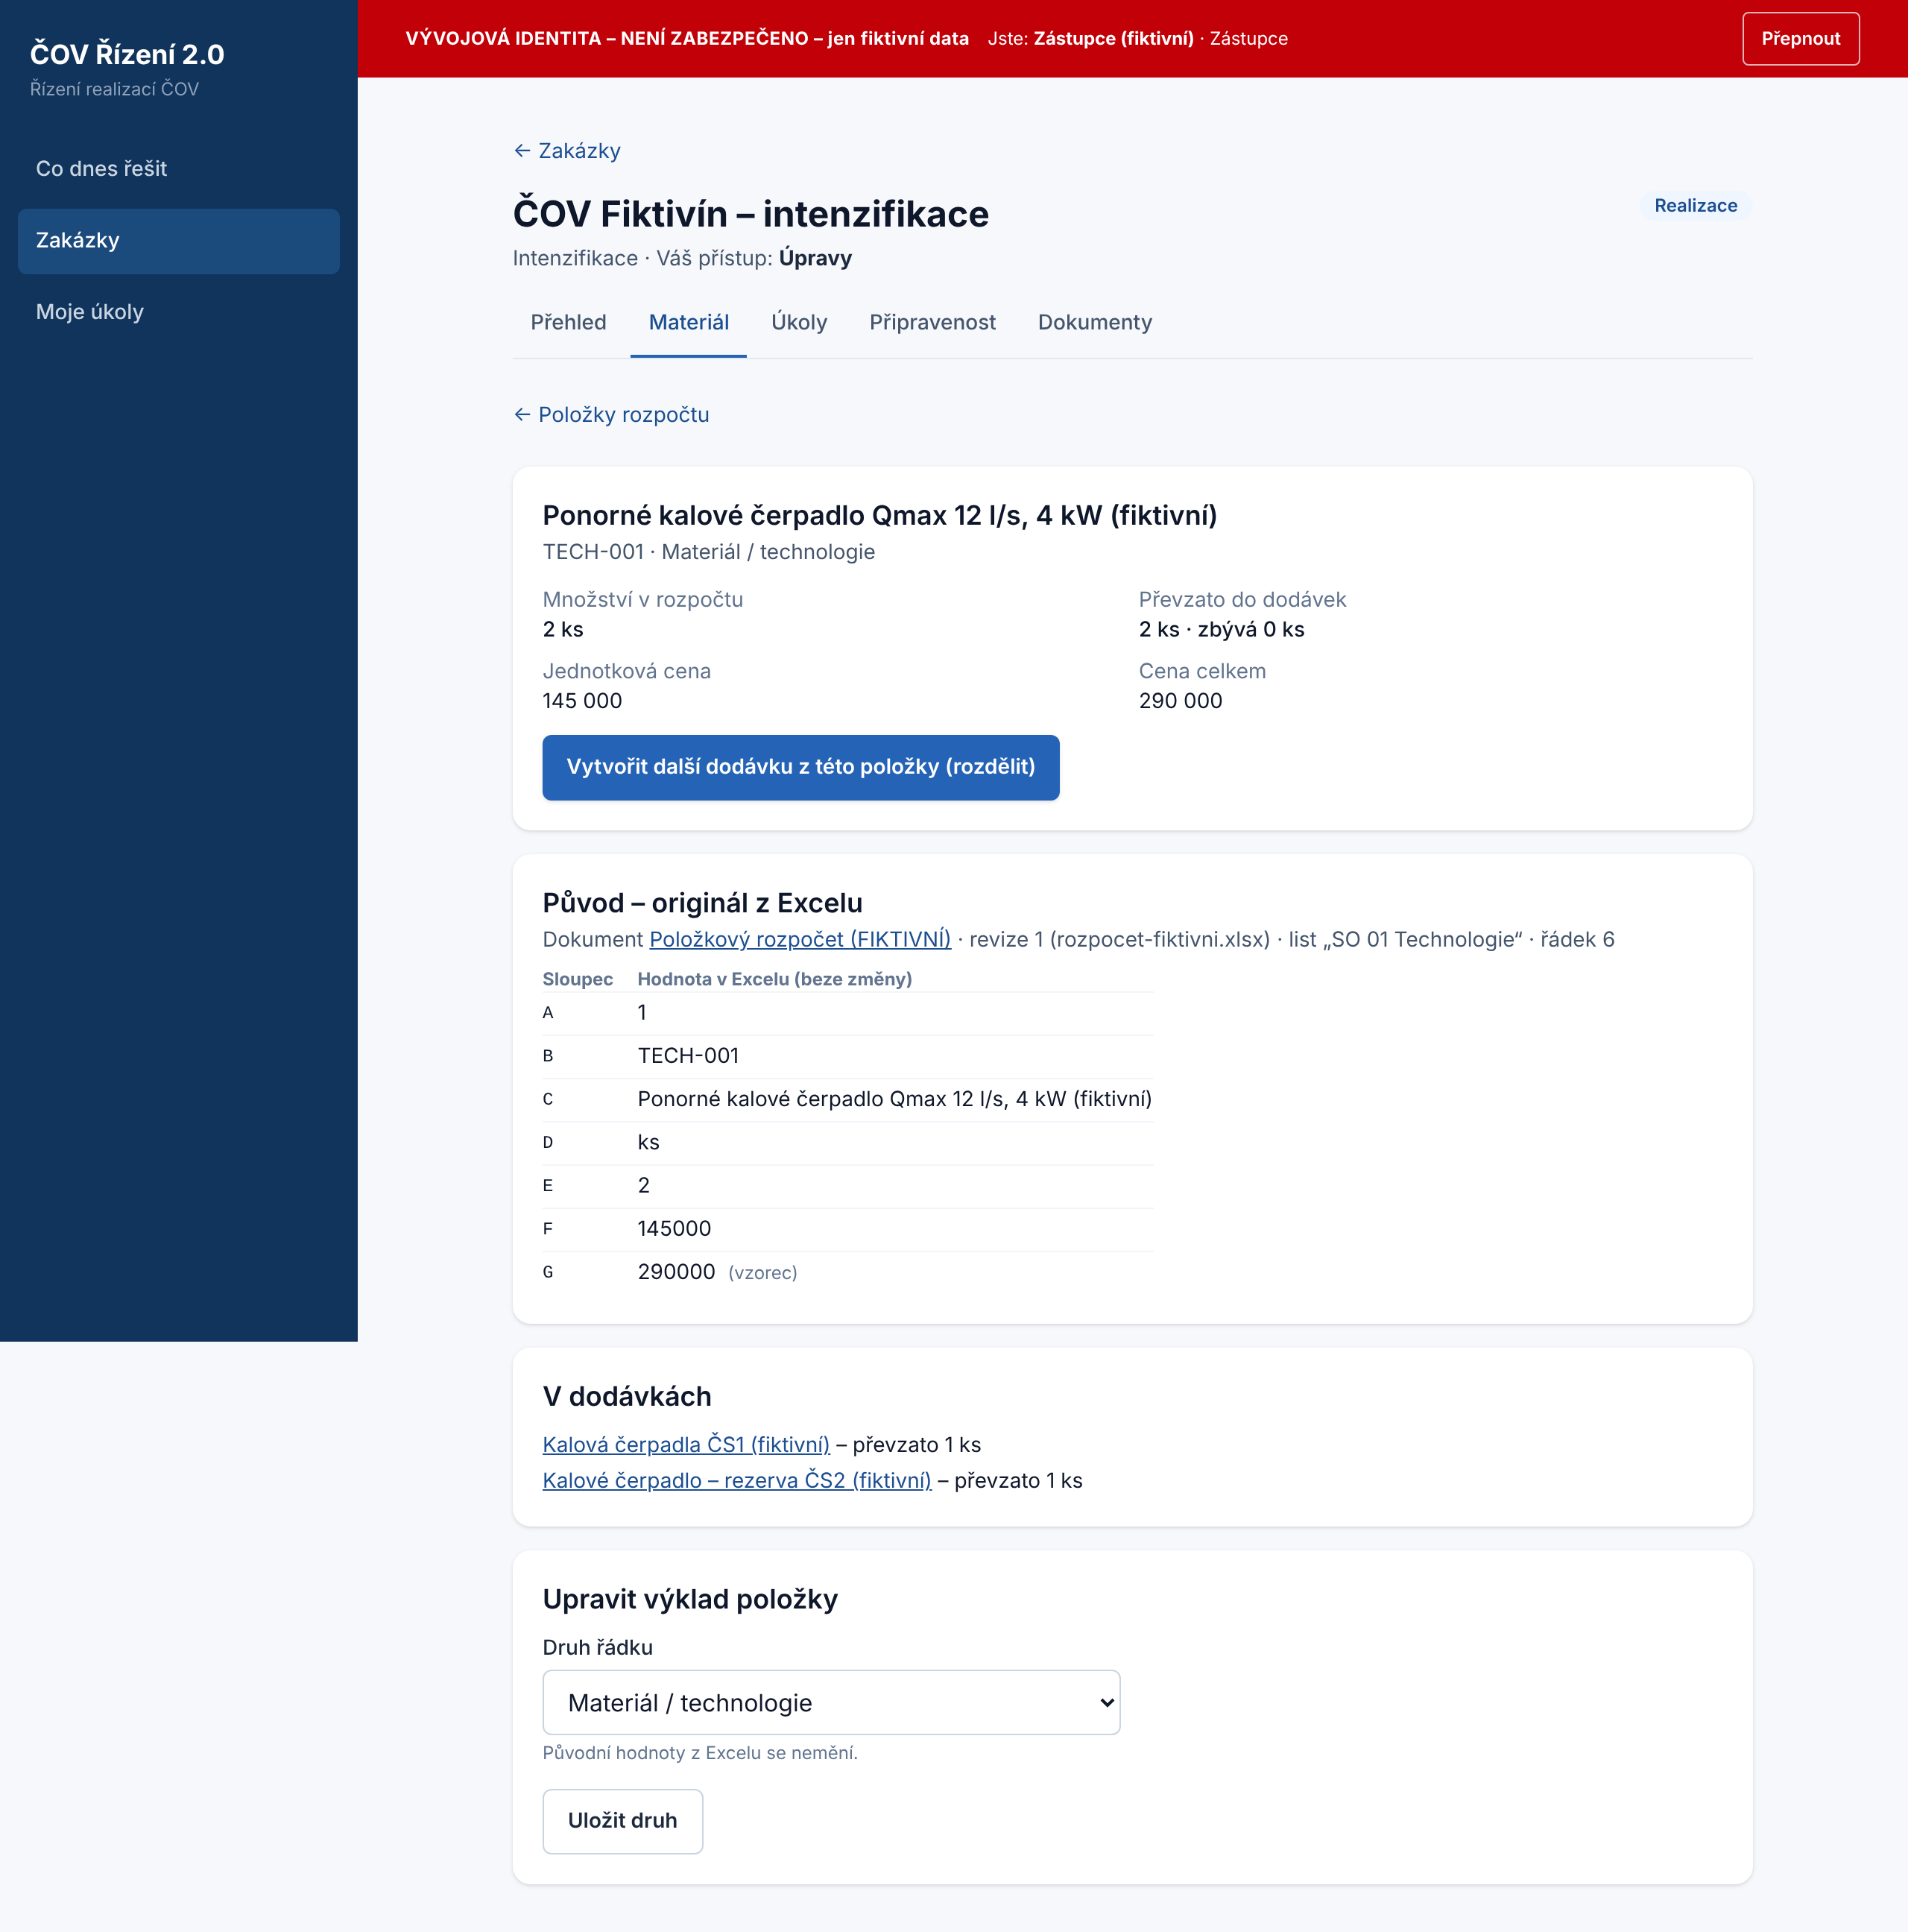 ČOV Řízení 2.0
Řízení realizací ČOV
Co dnes řešit
Zakázky
Moje úkoly
VÝVOJOVÁ IDENTITA – NENÍ ZABEZPEČENO – jen fiktivní data Jste: Zástupce (fiktivní) · Zástupce
Přepnout
← Zakázky
ČOV Fiktivín – intenzifikace
Realizace
Intenzifikace · Váš přístup: Úpravy
Přehled Materiál Úkoly Připravenost Dokumenty
← Položky rozpočtu
Ponorné kalové čerpadlo Qmax 12 l/s, 4 kW (fiktivní)
TECH-001 · Materiál / technologie
Množství v rozpočtu Převzato do dodávek
2 ks 2 ks · zbývá 0 ks
Jednotková cena Cena celkem
145 000 290 000
Vytvořit další dodávku z této položky (rozdělit)
Původ – originál z Excelu
Dokument Položkový rozpočet (FIKTIVNÍ) · revize 1 (rozpocet-fiktivni.xlsx) · list „SO 01 Technologie“ · řádek 6
Sloupec Hodnota v Excelu (beze změny)
A 1
B TECH-001
C Ponorné kalové čerpadlo Qmax 12 l/s, 4 kW (fiktivní)
D ks
E 2
F 145000
G 290000 (vzorec)
V dodávkách
Kalová čerpadla ČS1 (fiktivní) – převzato 1 ks
Kalové čerpadlo – rezerva ČS2 (fiktivní) – převzato 1 ks
Upravit výklad položky
Druh řádku
Materiál / technologie
Původní hodnoty z Excelu se nemění.
Uložit druh